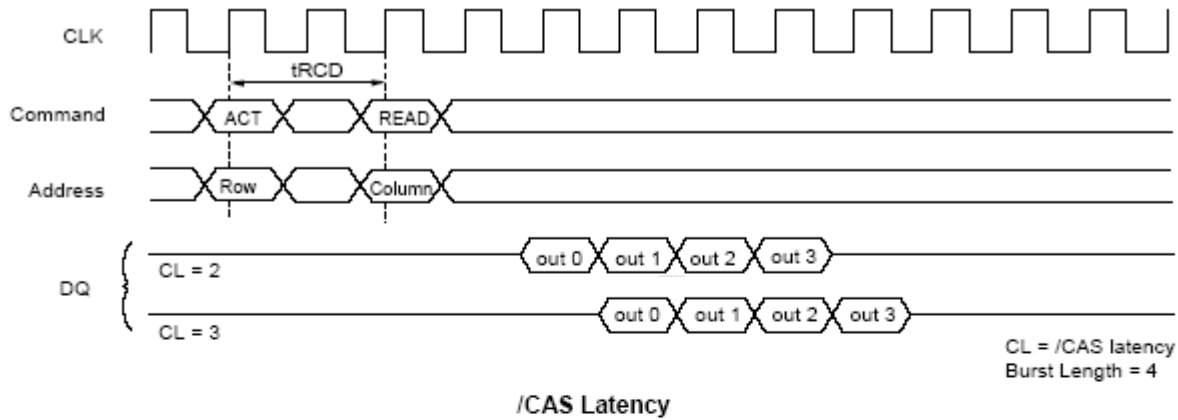 CLK
tRCD
Command ACT READ
Address Row Column
out 0 out 1 out 2 out 3
CL = 2
DQ
out 0 out 1 out 2 out 3
CL = 3
CL = /CAS latency
Burst Length = 4
/CAS Latency